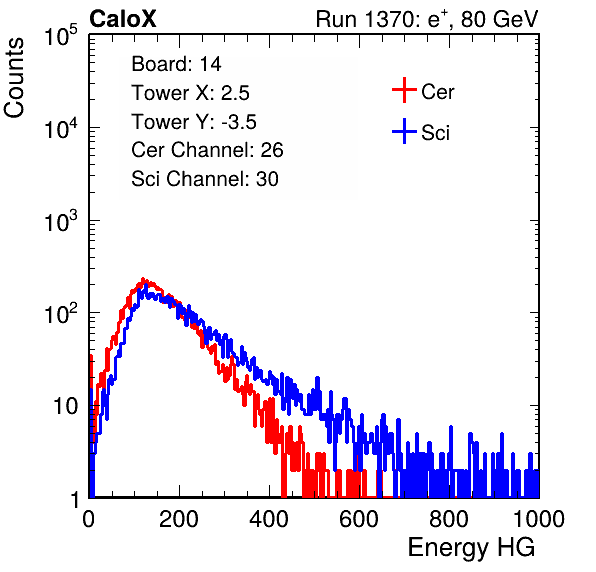 CaloX Run 1370: e⁺, 80 GeV
Counts
Board: 14
Tower X: 2.5
Tower Y: -3.5
Cer Channel: 26
Sci Channel: 30
Cer
Sci
10⁵
10⁴
10³
10²
10
1
0 200 400 600 800 1000
Energy HG